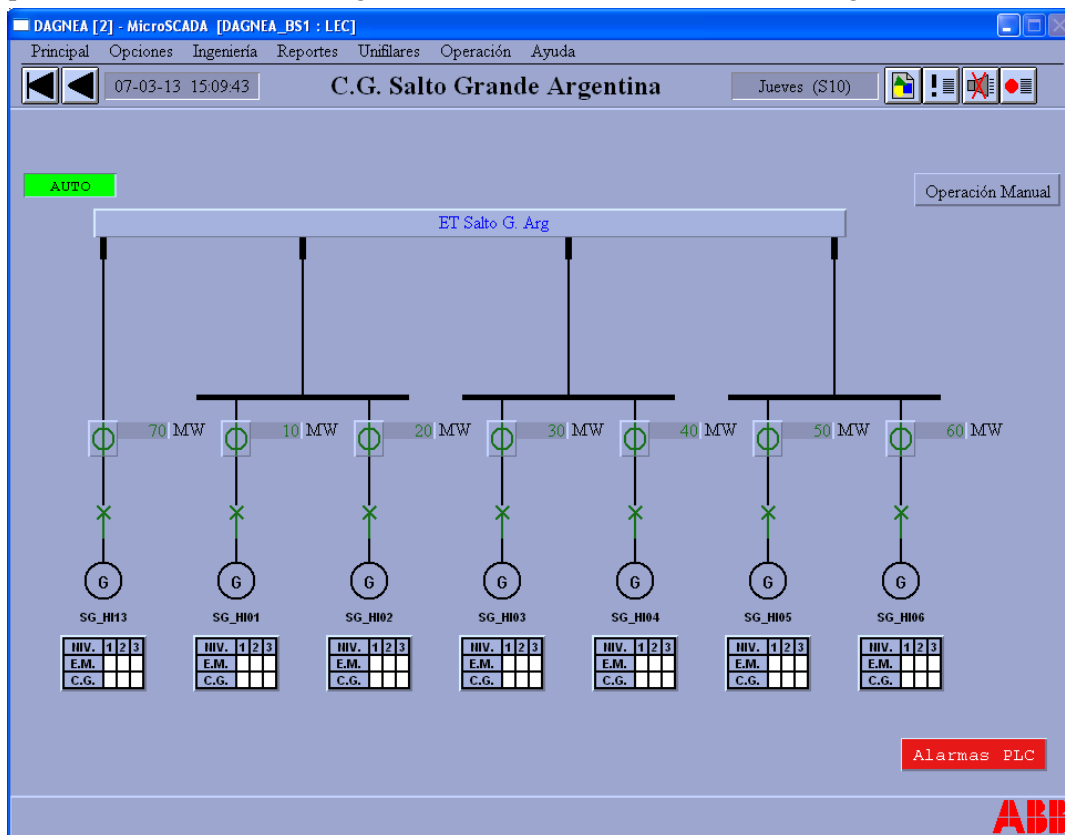 DAGNEA [2] - MicroSCADA [DAGNEA_BS1 : LEC]
Principal Opciones Ingeniería Reportes Unifilares Operación Ayuda
07-03-13 15:09:43 C.G. Salto Grande Argentina Jueves (S10)
AUTO
Operación Manual
ET Salto G. Arg
70 MW 10 MW 20 MW 30 MW 40 MW 50 MW 60 MW
G G G G G G G
SG_HI13 SG_HI01 SG_HI02 SG_HI03 SG_HI04 SG_HI05 SG_HI06
NIV. 1 2 3 NIV. 1 2 3 NIV. 1 2 3 NIV. 1 2 3 NIV. 1 2 3 NIV. 1 2 3 NIV. 1 2 3
E.M. E.M. E.M. E.M. E.M. E.M. E.M.
C.G. C.G. C.G. C.G. C.G. C.G. C.G.
Alarmas PLC
ABB